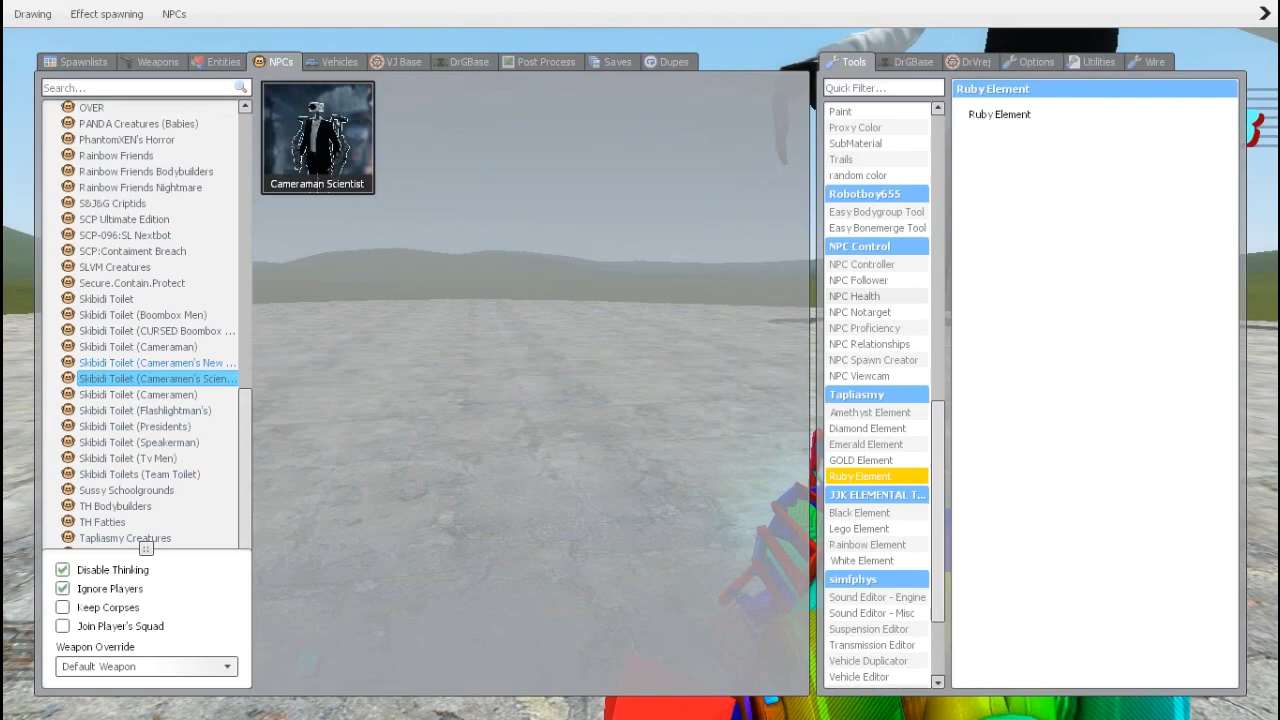 Drawing
Effect spawning
NPCs
Spawnlists
Weapons
Entities
NPCs
Vehicles
VJ Base
DrGBase
Post Process
Saves
Dupes
Search...
OVER
PANDA Creatures (Babies)
PhantomXEN's Horror
Rainbow Friends
Rainbow Friends Bodybuilders
Rainbow Friends Nightmare
S&J&G Criptids
SCP Ultimate Edition
SCP-096:SL Nextbot
SCP:Contaiment Breach
SLVM Creatures
Secure.Contain.Protect
Skibidi Toilet
Skibidi Toilet (Boombox Men)
Skibidi Toilet (CURSED Boombox ...
Skibidi Toilet (Cameraman)
Skibidi Toilet (Cameramen's New ...
Skibidi Toilet (Cameramen's Scien...
Skibidi Toilet (Cameramen)
Skibidi Toilet (Flashlightman's)
Skibidi Toilet (Presidents)
Skibidi Toilet (Speakerman)
Skibidi Toilet (Tv Men)
Skibidi Toilets (Team Toilet)
Sussy Schoolgrounds
TH Bodybuilders
TH Fatties
Tapliasmy Creatures
Disable Thinking
Ignore Players
Keep Corpses
Join Player's Squad
Weapon Override
Default Weapon
Cameraman Scientist
Tools
DrGBase
DrVrej
Options
Utilities
Wire
Quick Filter...
Paint
Proxy Color
SubMaterial
Trails
random color
Robotboy655
Easy Bodygroup Tool
Easy Bonemerge Tool
NPC Control
NPC Controller
NPC Follower
NPC Health
NPC Notarget
NPC Proficiency
NPC Relationships
NPC Spawn Creator
NPC Viewcam
Tapliasmy
Amethyst Element
Diamond Element
Emerald Element
GOLD Element
Ruby Element
JJK ELEMENTAL T...
Black Element
Lego Element
Rainbow Element
White Element
simfphys
Sound Editor - Engine
Sound Editor - Misc
Suspension Editor
Transmission Editor
Vehicle Duplicator
Vehicle Editor
Ruby Element
Ruby Element